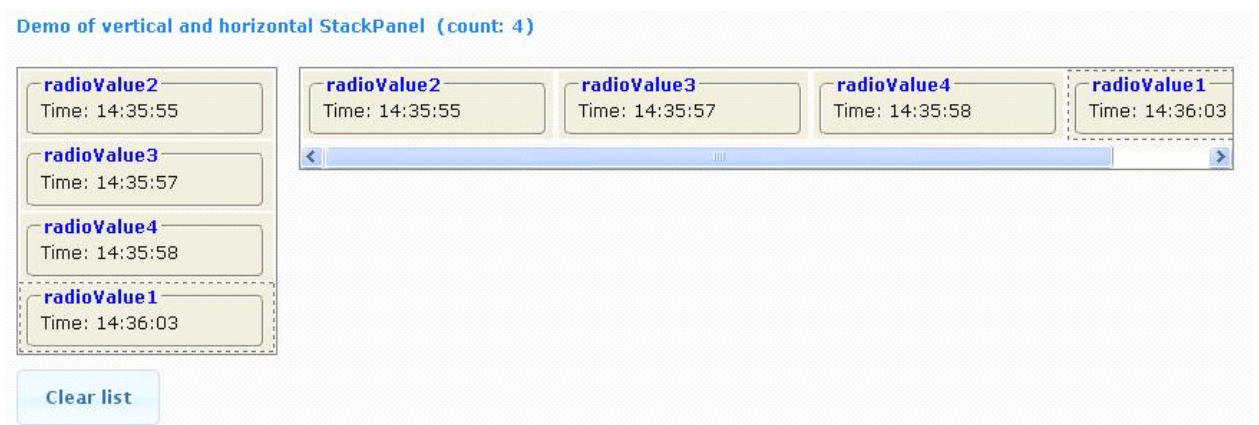 Demo of vertical and horizontal StackPanel (count: 4)
radioValue2
Time: 14:35:55
radioValue3
Time: 14:35:57
radioValue4
Time: 14:35:58
radioValue1
Time: 14:36:03
radioValue2
Time: 14:35:55
radioValue3
Time: 14:35:57
radioValue4
Time: 14:35:58
radioValue1
Time: 14:36:03
Clear list